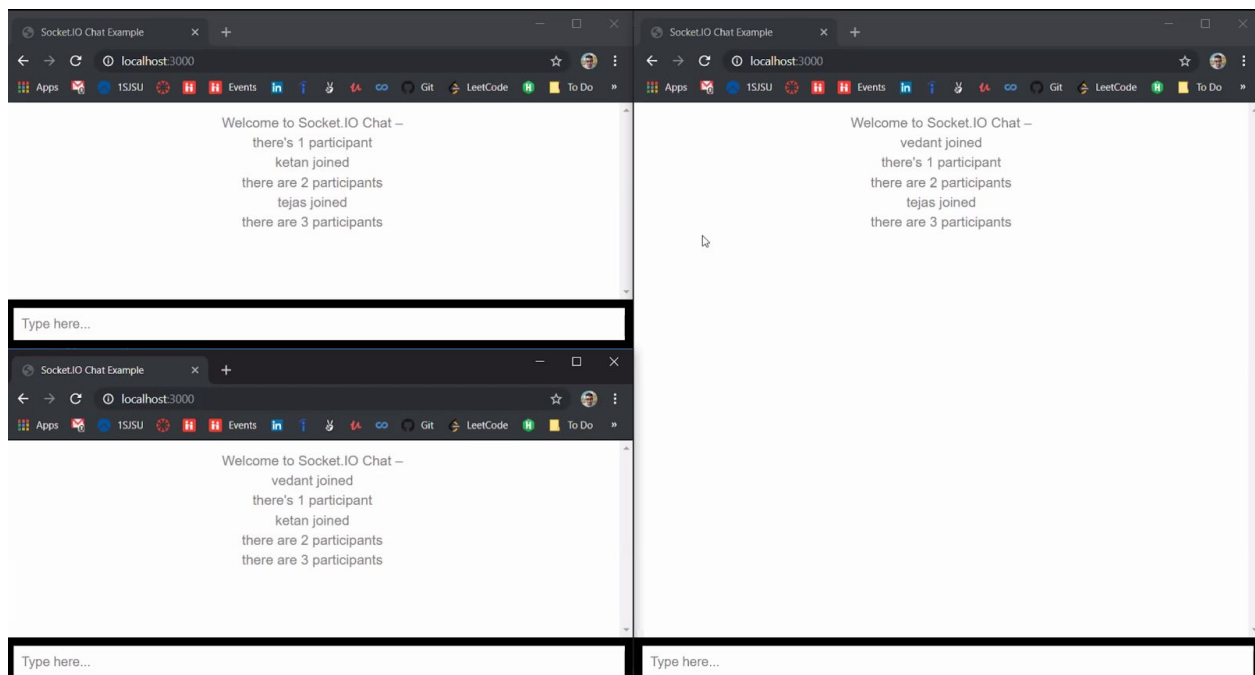 Socket.IO Chat Example
localhost:3000
Apps 1SJSU Events in Git LeetCode To Do »
Welcome to Socket.IO Chat –
there's 1 participant
ketan joined
there are 2 participants
tejas joined
there are 3 participants
Type here...
Socket.IO Chat Example
localhost:3000
Apps 1SJSU Events in Git LeetCode To Do »
Welcome to Socket.IO Chat –
vedant joined
there's 1 participant
ketan joined
there are 2 participants
there are 3 participants
Type here...
Socket.IO Chat Example
localhost:3000
Apps 1SJSU Events in Git LeetCode To Do »
Welcome to Socket.IO Chat –
vedant joined
there's 1 participant
there are 2 participants
tejas joined
there are 3 participants
Type here...